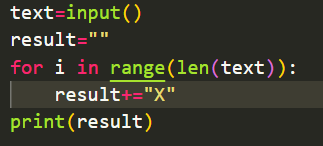 text=input()
result=""
for i in range(len(text)):
    result+="X"
print(result)